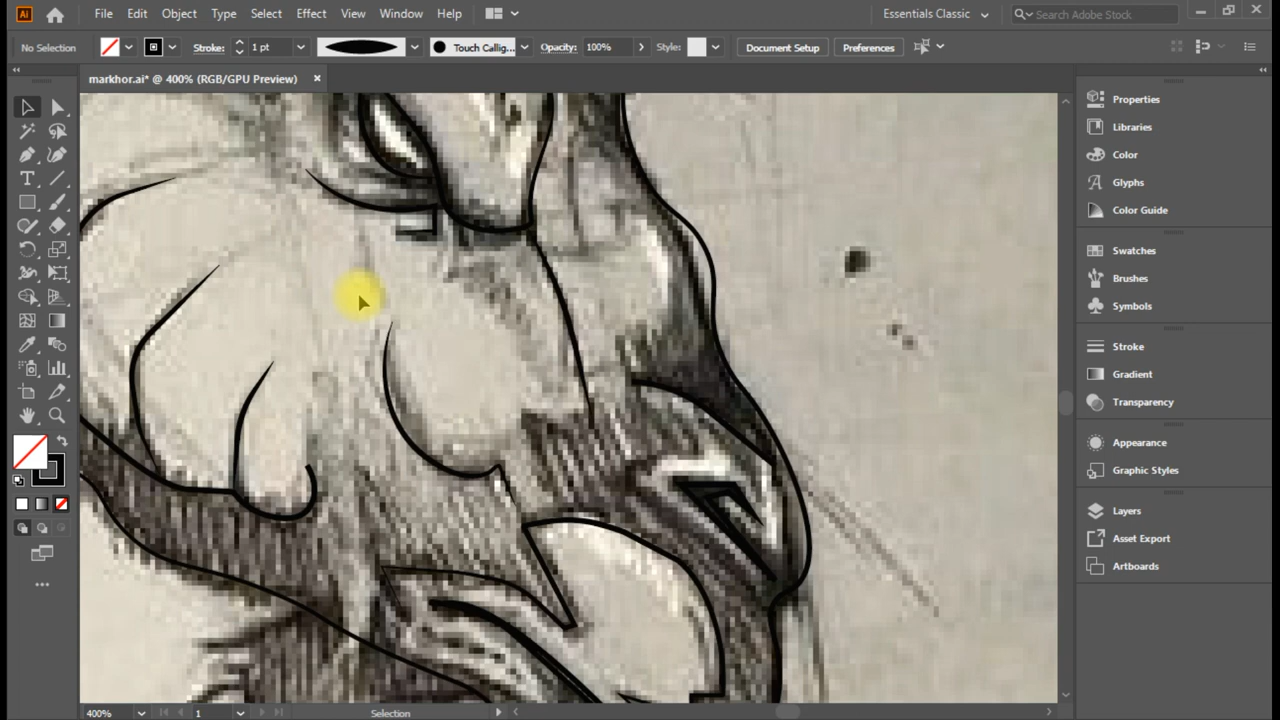 Ai File Edit Object Type Select Effect View Window Help Essentials Classic Search Adobe Stock
No Selection Stroke: 1 pt Touch Callig... Opacity: 100% Style: Document Setup Preferences
markhor.ai* @ 400% (RGB/GPU Preview)
Properties
Libraries
Color
Glyphs
Color Guide
Swatches
Brushes
Symbols
Stroke
Gradient
Transparency
Appearance
Graphic Styles
Layers
Asset Export
Artboards
400% 1 Selection